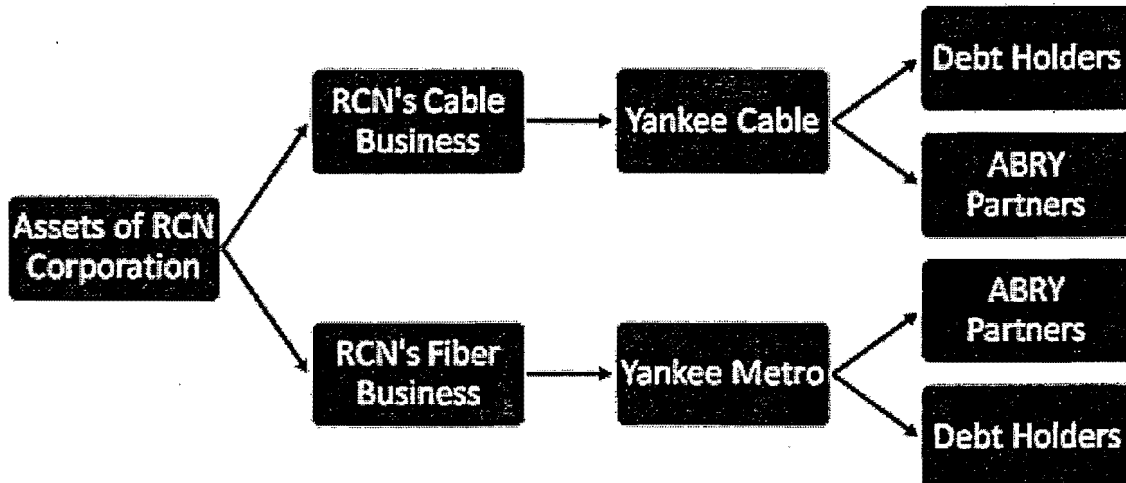 Assets of RCN
Corporation
RCN's Cable
Business
Yankee Cable
Debt Holders
ABRY
Partners
RCN's Fiber
Business
Yankee Metro
ABRY
Partners
Debt Holders